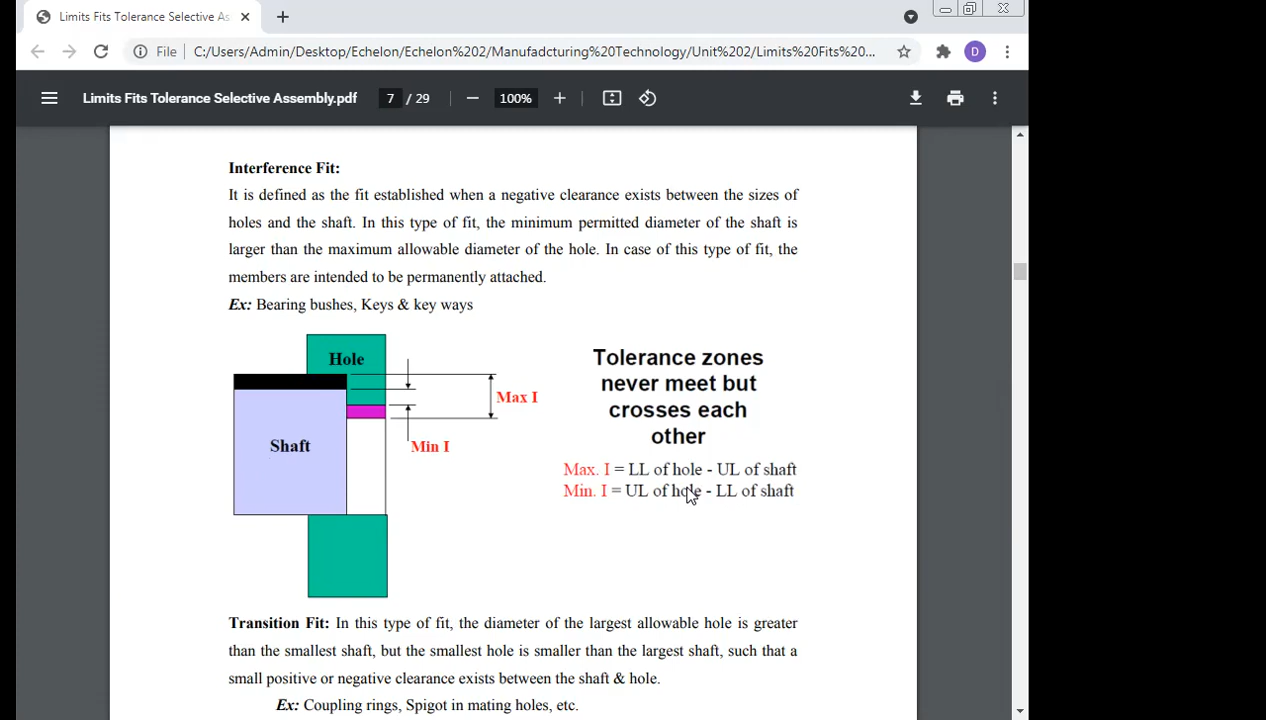 Limits Fits Tolerance Selective As
File C:/Users/Admin/Desktop/Echelon/Echelon%202/Manufadcturing%20Technology/Unit%202/Limits%20Fits%20...
D
Limits Fits Tolerance Selective Assembly.pdf 7 / 29 100%
Interference Fit:
It is defined as the fit established when a negative clearance exists between the sizes of
holes and the shaft. In this type of fit, the minimum permitted diameter of the shaft is
larger than the maximum allowable diameter of the hole. In case of this type of fit, the
members are intended to be permanently attached.
Ex: Bearing bushes, Keys & key ways
Hole
Shaft
Max I
Min I
Tolerance zones
never meet but
crosses each
other
Max. I = LL of hole - UL of shaft
Min. I = UL of hole - LL of shaft
Transition Fit: In this type of fit, the diameter of the largest allowable hole is greater
than the smallest shaft, but the smallest hole is smaller than the largest shaft, such that a
small positive or negative clearance exists between the shaft & hole.
Ex: Coupling rings, Spigot in mating holes, etc.